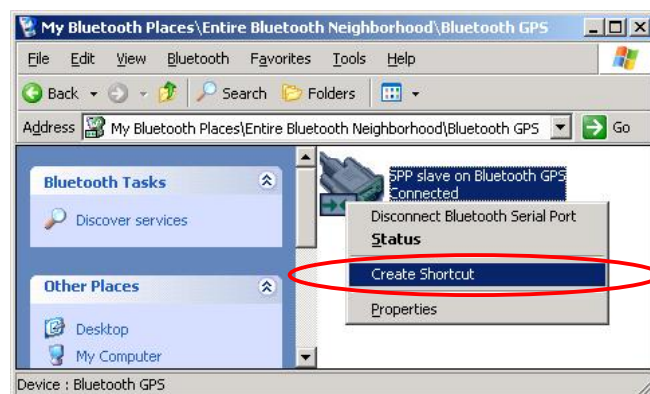 My Bluetooth Places\Entire Bluetooth Neighborhood\Bluetooth GPS
File Edit View Bluetooth Favorites Tools Help
Back Search Folders
Address My Bluetooth Places\Entire Bluetooth Neighborhood\Bluetooth GPS Go
Bluetooth Tasks
Discover services
Other Places
Desktop
My Computer
SPP slave on Bluetooth GPS
Connected
Disconnect Bluetooth Serial Port
Status
Create Shortcut
Properties
Device : Bluetooth GPS